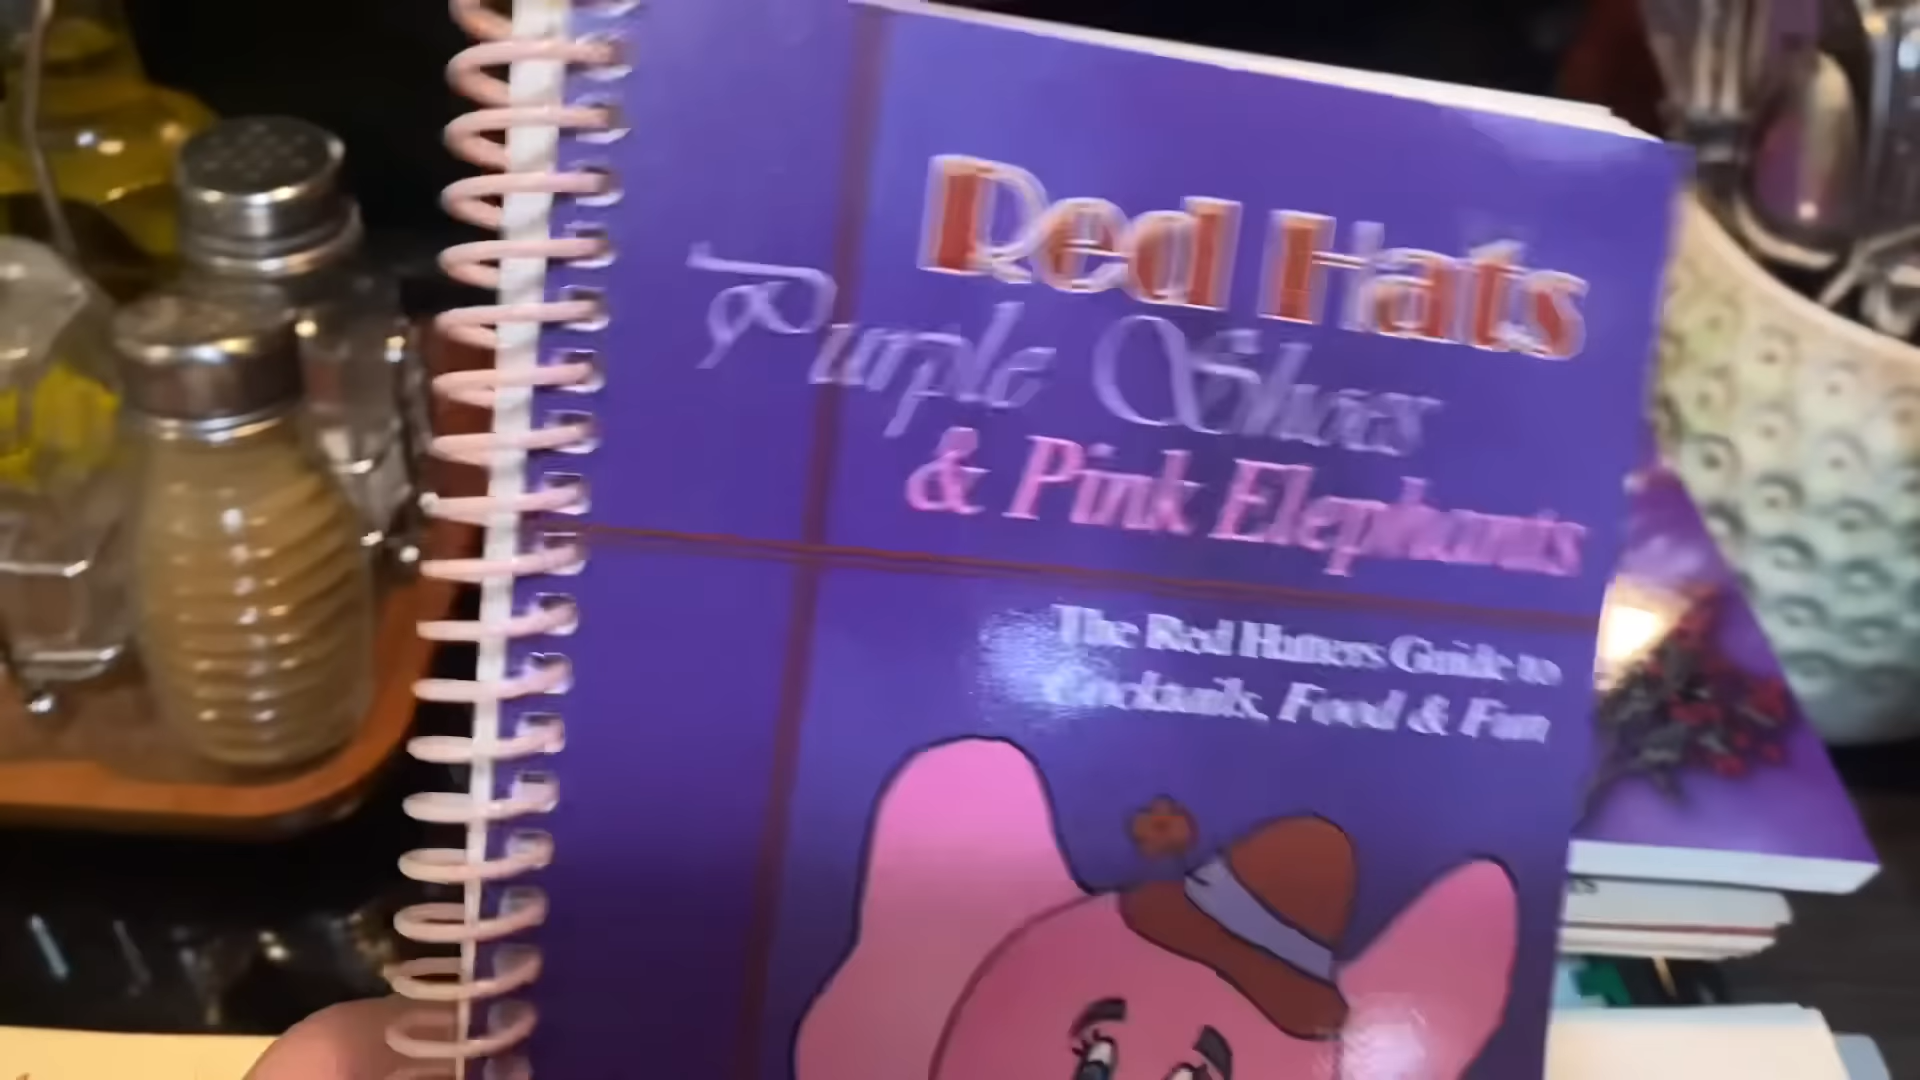 Red Hats
Purple Shoes
& Pink Elephants
The Red Hatters Guide to
Cocktails, Food & Fun